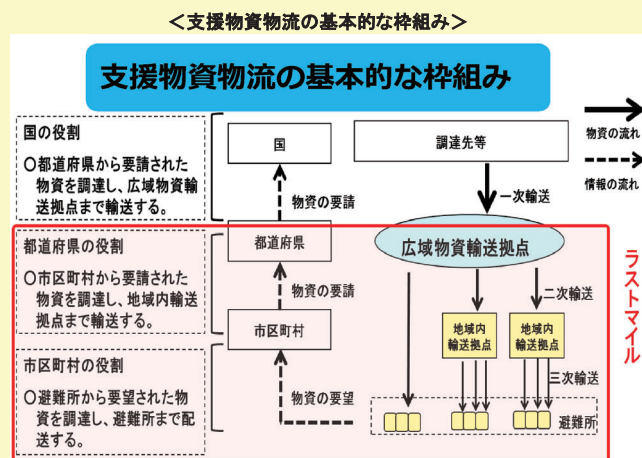 ＜支援物資物流の基本的な枠組み＞
支援物資物流の基本的な枠組み
国の役割
〇都道府県から要請された
物資を調達し、広域物資輸
送拠点まで輸送する。
都道府県の役割
〇市区町村から要請された
物資を調達し、地域内輸送
拠点まで輸送する。
市区町村の役割
〇避難所から要望された物
資を調達し、避難所まで配
送する。
国
物資の要請
都道府県
物資の要請
市区町村
物資の要望
調達先等
一次輸送
広域物資輸送拠点
二次輸送
地域内
輸送拠点
地域内
輸送拠点
三次輸送
避難所
物資の流れ
情報の流れ
ラストマイル